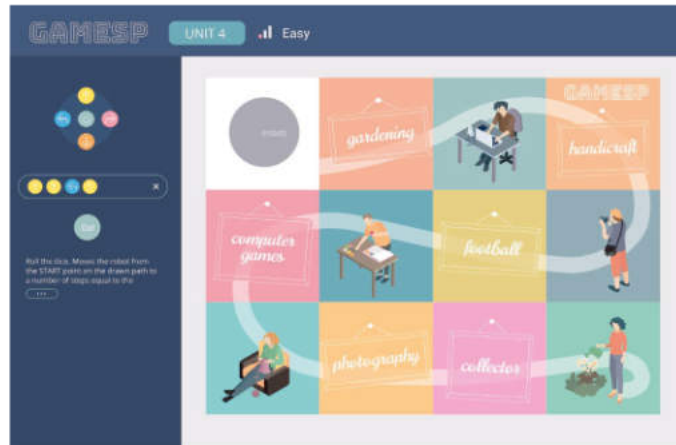 GAMESP
UNIT 4
Easy
GAMESP
gardening
handicraft
computer
games
football
photography
collector
Roll the dice. Moves the robot from
the START point on the drawn path to
a number of steps equal to the